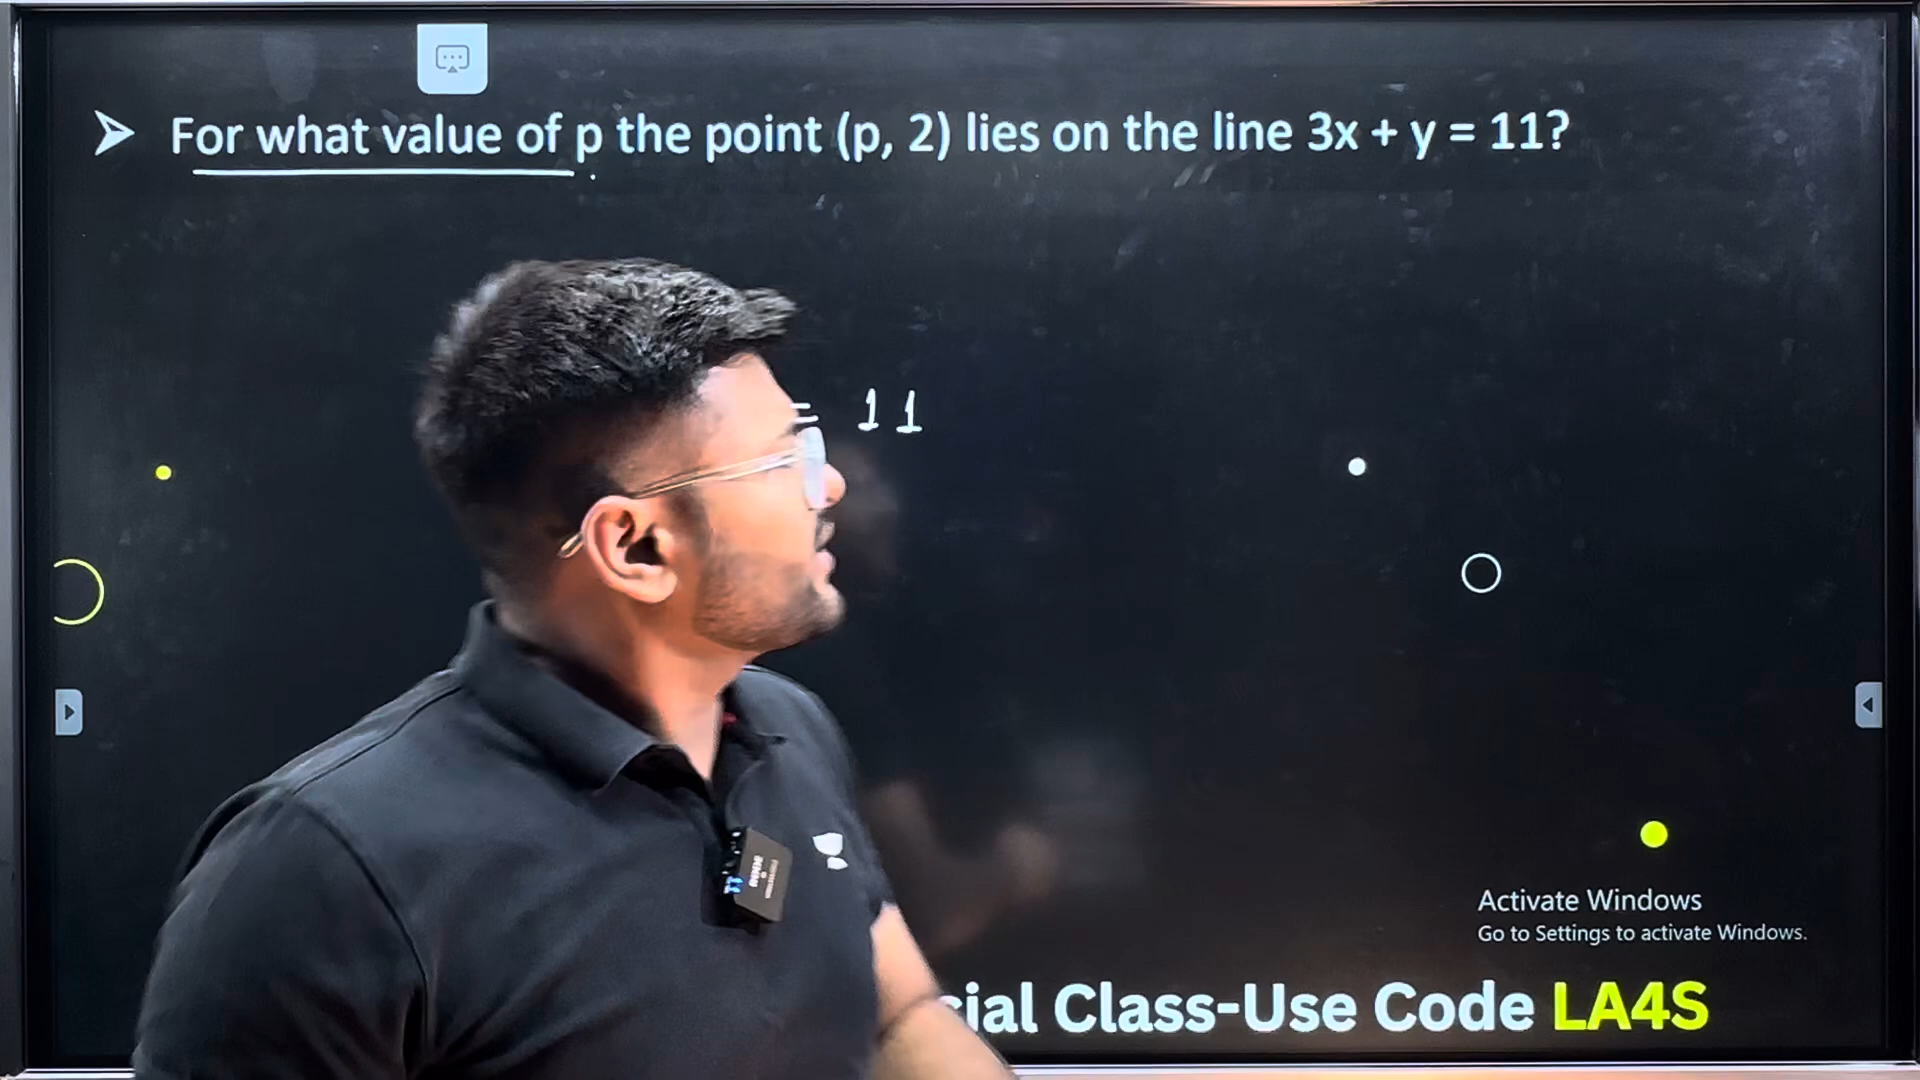 ➤ For what value of p the point (p, 2) lies on the line 3x + y = 11?
= 11
Activate Windows
Go to Settings to activate Windows.
cial Class-Use Code LA4S